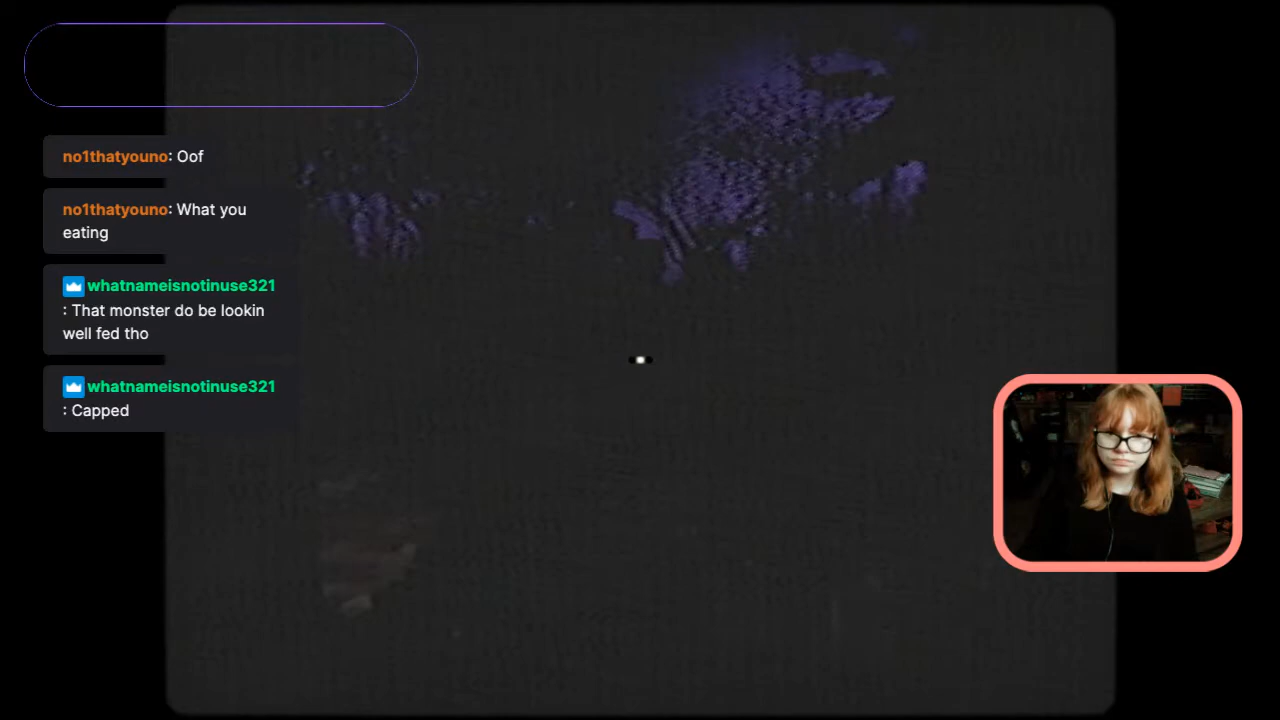 no1thatyouno: Oof
no1thatyouno: What you
eating
whatnameisnotinuse321
: That monster do be lookin
well fed tho
whatnameisnotinuse321
: Capped